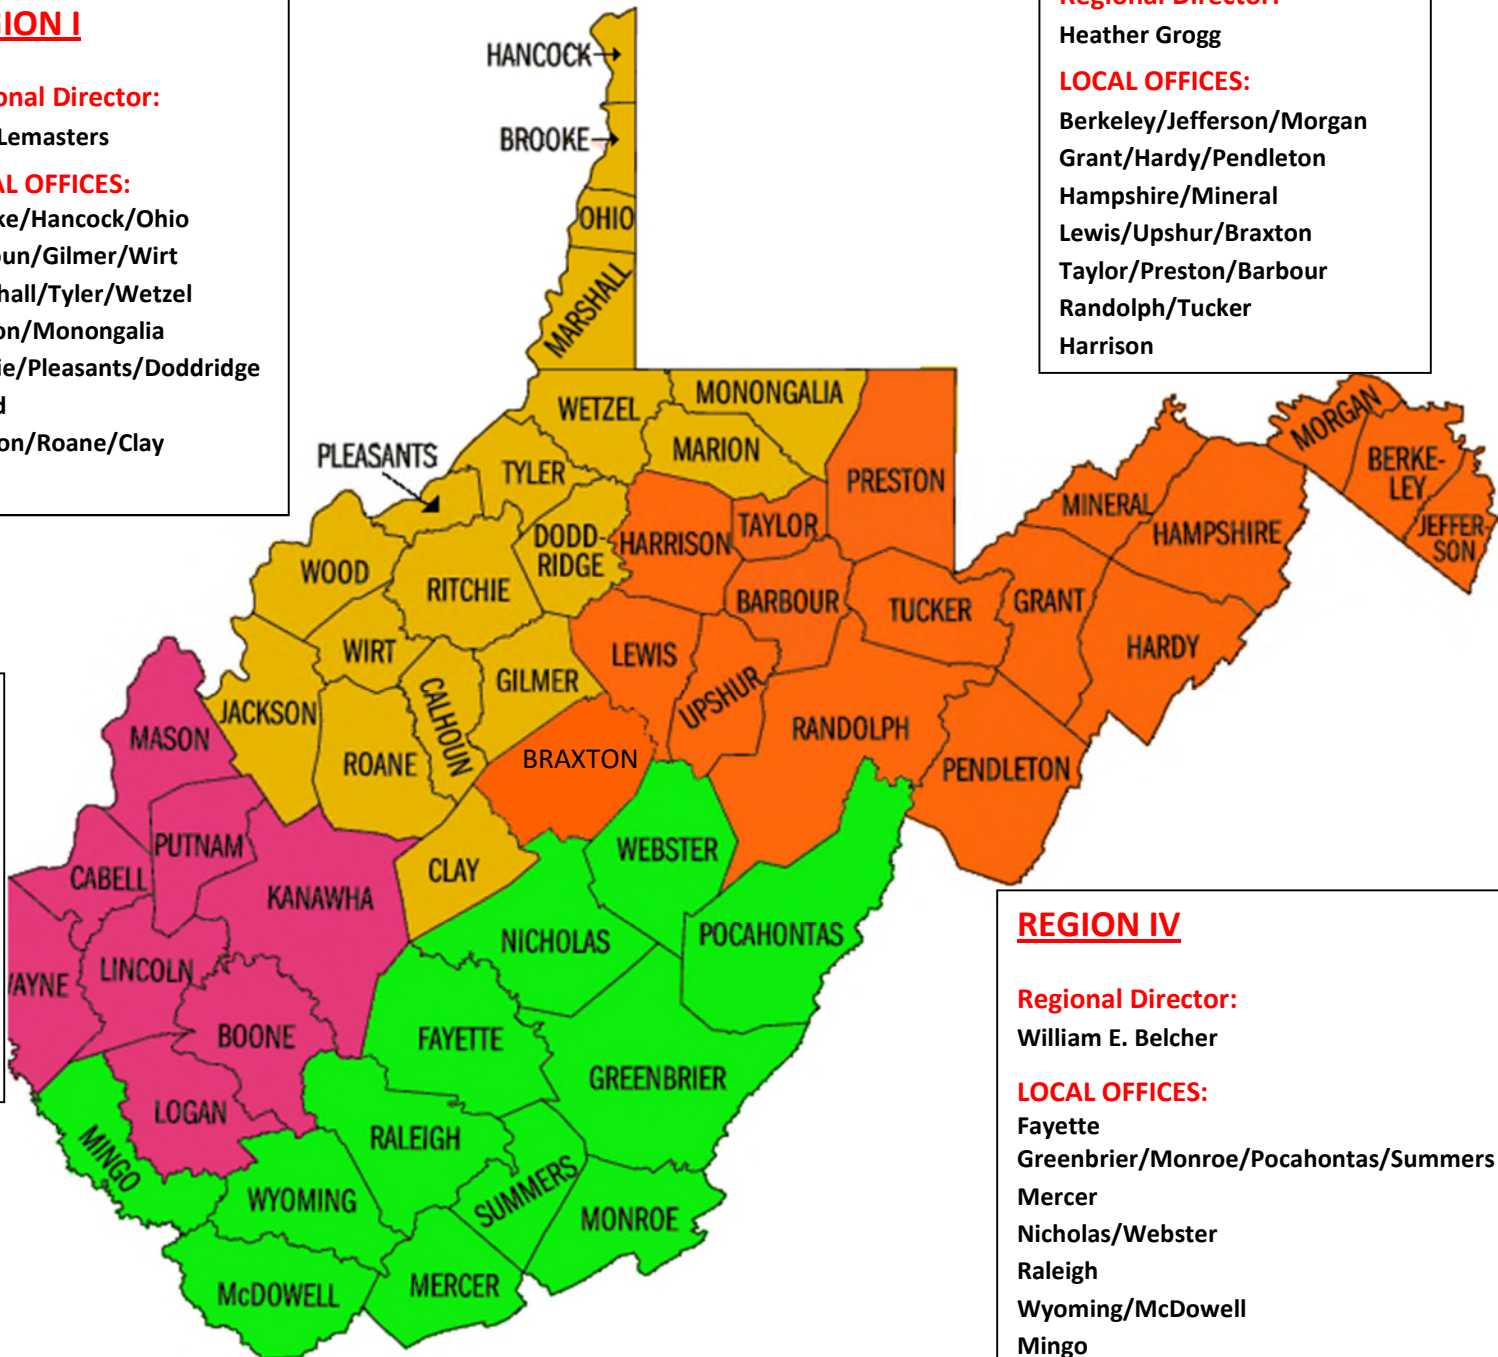 GION I
onal Director:
Lemasters
AL OFFICES:
ke/Hancock/Ohio
oun/Gilmer/Wirt
hall/Tyler/Wetzel
on/Monongalia
ie/Pleasants/Doddridge
d
on/Roane/Clay
Regional Director:
Heather Grogg
LOCAL OFFICES:
Berkeley/Jefferson/Morgan
Grant/Hardy/Pendleton
Hampshire/Mineral
Lewis/Upshur/Braxton
Taylor/Preston/Barbour
Randolph/Tucker
Harrison
HANCOCK
BROOKE
OHIO
MARSHALL
WETZEL
MONONGALIA
MARION
PLEASANTS
TYLER
PRESTON
MORGAN
BERKE-
LEY
JEFFER-
SON
MINERAL
HAMPSHIRE
WOOD
RITCHIE
DODD-
RIDGE
HARRISON
TAYLOR
BARBOUR
TUCKER
GRANT
HARDY
WIRT
GILMER
LEWIS
UPSHUR
JACKSON
CALHOUN
RANDOLPH
MASON
ROANE
BRAXTON
PENDLETON
PUTNAM
CABELL
KANAWHA
CLAY
WEBSTER
NICHOLAS
POCAHONTAS
WAYNE
LINCOLN
BOONE
FAYETTE
GREENBRIER
LOGAN
RALEIGH
MINGO
WYOMING
SUMMERS
MONROE
McDOWELL
MERCER
REGION IV
Regional Director:
William E. Belcher
LOCAL OFFICES:
Fayette
Greenbrier/Monroe/Pocahontas/Summers
Mercer
Nicholas/Webster
Raleigh
Wyoming/McDowell
Mingo